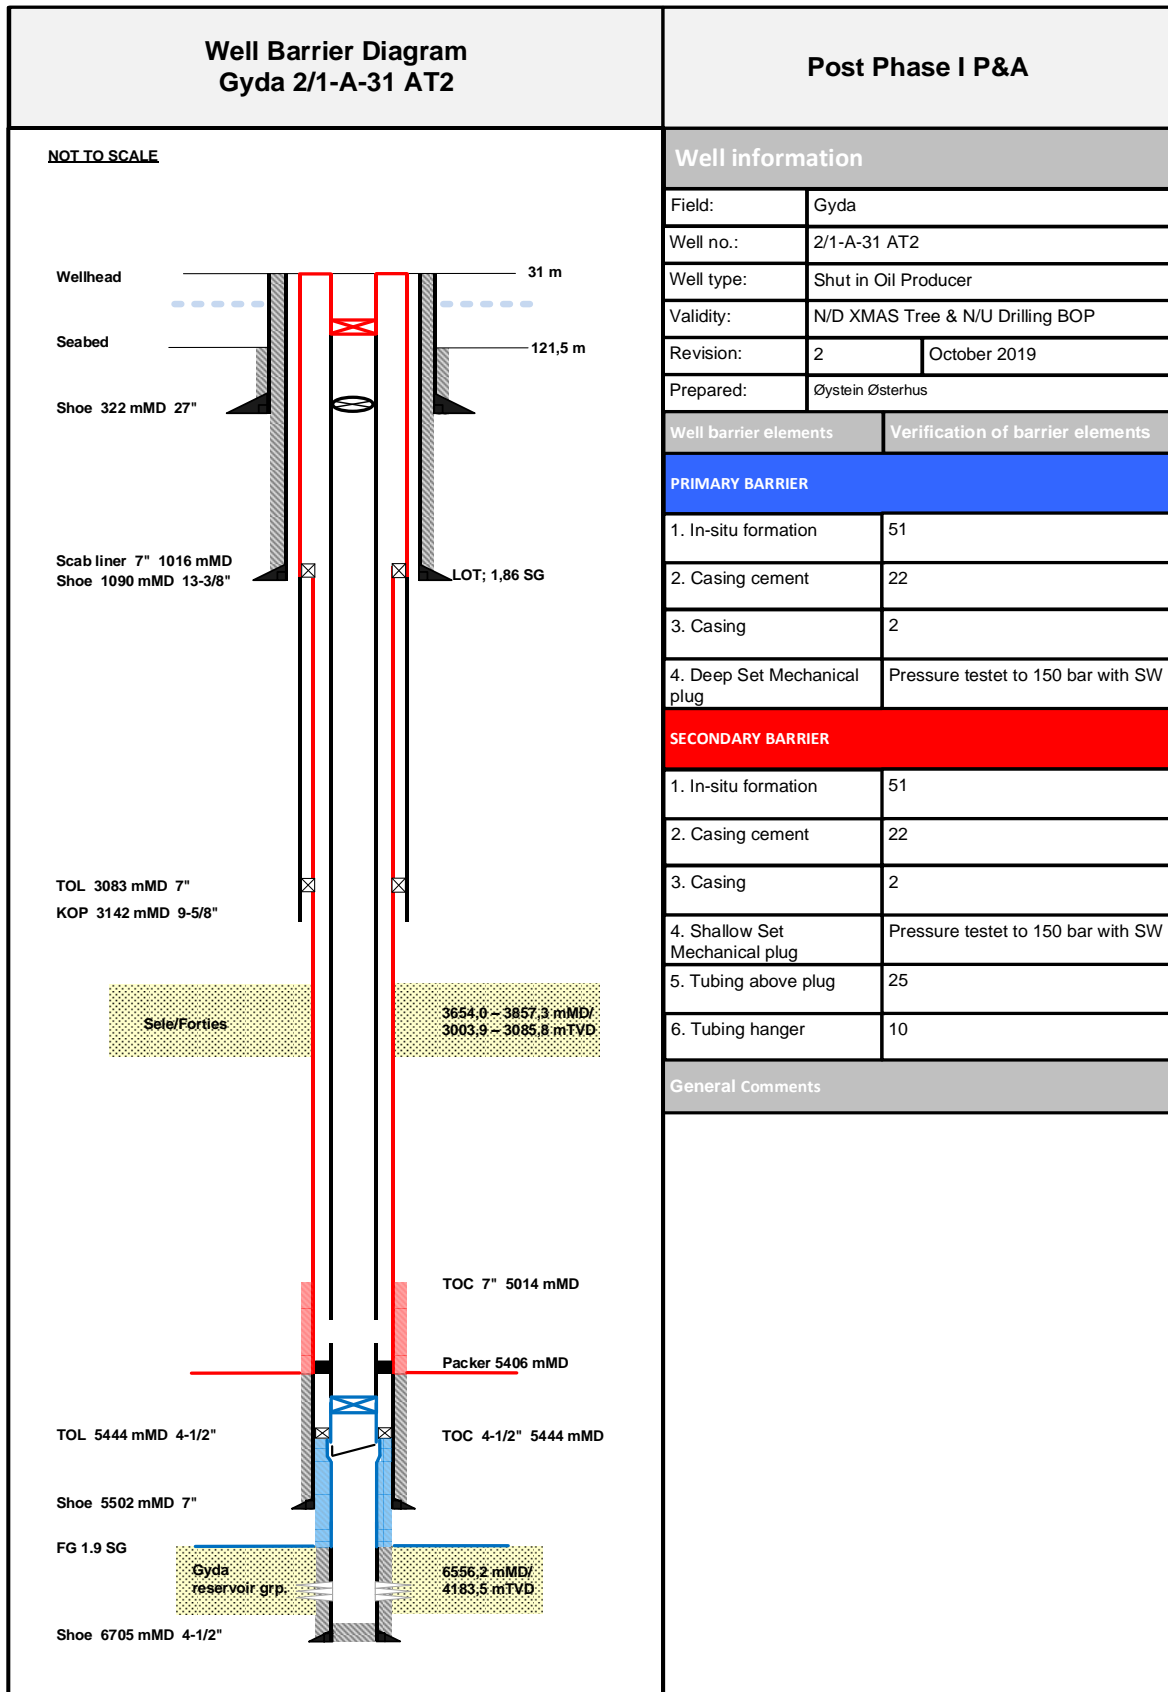 Well Barrier Diagram
Gyda 2/1-A-31 AT2
Post Phase I P&A
NOT TO SCALE
Wellhead
31 m
Seabed
121,5 m
Shoe 322 mMD 27"
Scab liner 7" 1016 mMD
Shoe 1090 mMD 13-3/8"
LOT; 1,86 SG
TOL 3083 mMD 7"
KOP 3142 mMD 9-5/8"
Sele/Forties
3654,0 – 3857,3 mMD/
3003,9 – 3085,8 mTVD
TOC 7" 5014 mMD
Packer 5406 mMD
TOL 5444 mMD 4-1/2"
TOC 4-1/2" 5444 mMD
Shoe 5502 mMD 7"
FG 1.9 SG
Gyda
reservoir grp.
6556,2 mMD/
4183,5 mTVD
Shoe 6705 mMD 4-1/2"
Well information
Field: Gyda
Well no.: 2/1-A-31 AT2
Well type: Shut in Oil Producer
Validity: N/D XMAS Tree & N/U Drilling BOP
Revision: 2 October 2019
Prepared: Øystein Østerhus
Well barrier elements Verification of barrier elements
PRIMARY BARRIER
1. In-situ formation 51
2. Casing cement 22
3. Casing 2
4. Deep Set Mechanical Pressure testet to 150 bar with SW
plug
SECONDARY BARRIER
1. In-situ formation 51
2. Casing cement 22
3. Casing 2
4. Shallow Set Pressure testet to 150 bar with SW
Mechanical plug
5. Tubing above plug 25
6. Tubing hanger 10
General Comments